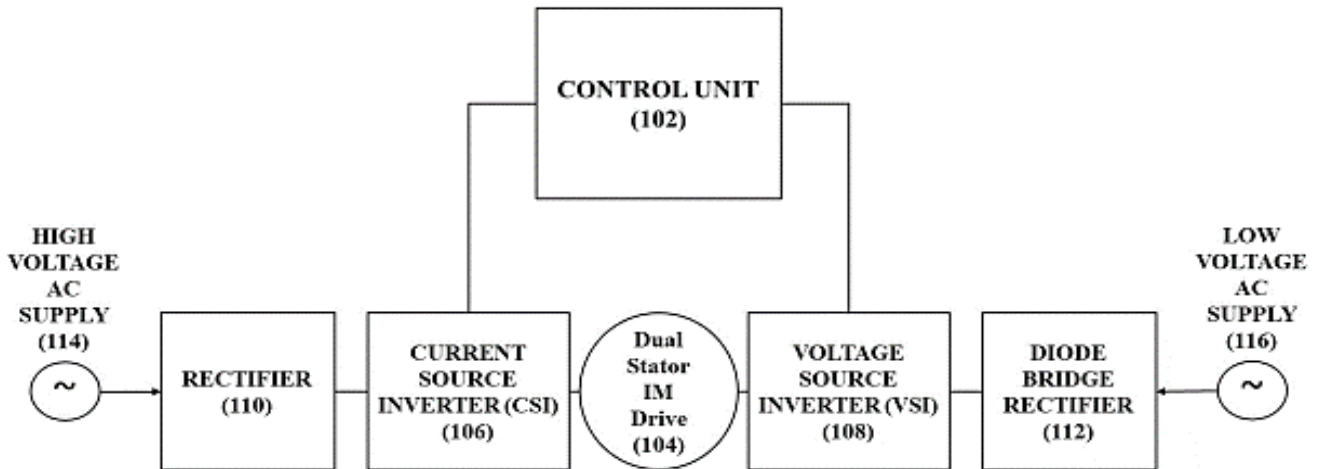 CONTROL UNIT
(102)
HIGH
VOLTAGE
AC
SUPPLY
(114)
~
RECTIFIER
(110)
CURRENT
SOURCE
INVERTER (CSI)
(106)
Dual
Stator
IM
Drive
(104)
VOLTAGE
SOURCE
INVERTER (VSI)
(108)
DIODE
BRIDGE
RECTIFIER
(112)
LOW
VOLTAGE
AC
SUPPLY
(116)
~